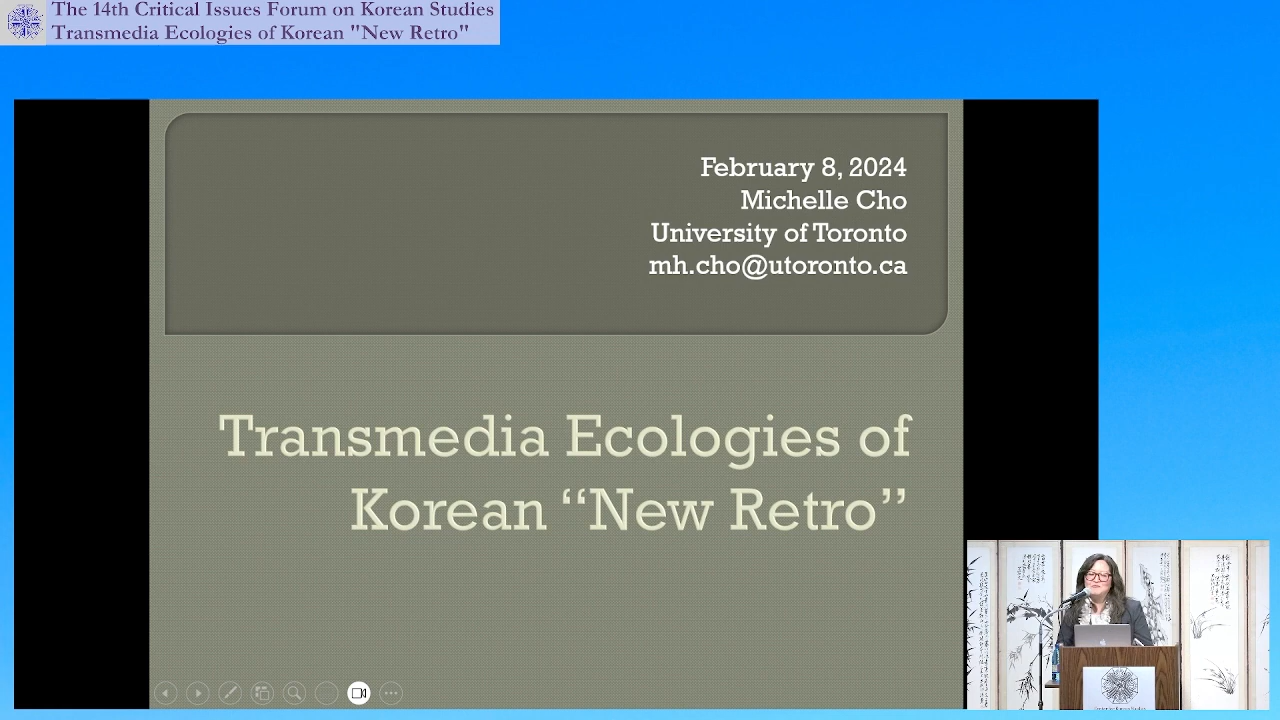 The 14th Critical Issues Forum on Korean Studies
Transmedia Ecologies of Korean "New Retro"
February 8, 2024
Michelle Cho
University of Toronto
mh.cho@utoronto.ca
Transmedia Ecologies of
Korean “New Retro”